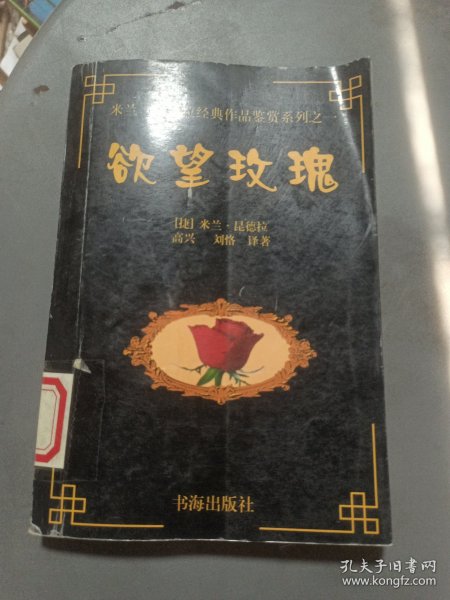 米兰 经典作品鉴赏系列之一
欲望玫瑰
[捷] 米兰·昆德拉
高兴 刘恪 译著
书海出版社
孔夫子旧书网
www.kongfz.com